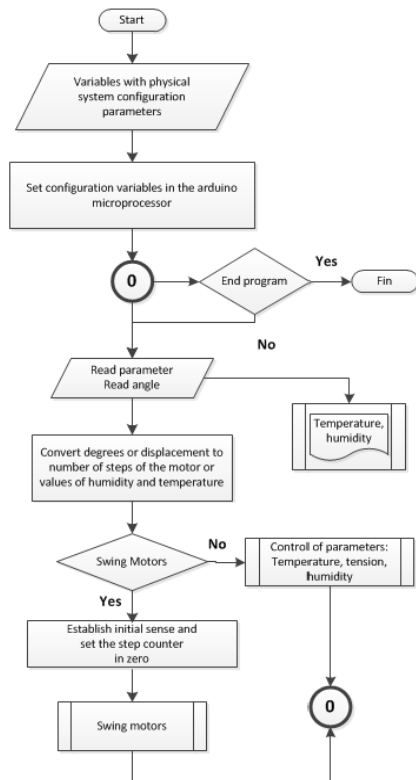 Start
Variables with physical
system configuration
parameters
Set configuration variables in the arduino
microprocessor
0
End program
Yes
Fin
No
Read parameter
Read angle
Temperature,
humidity
Convert degrees or displacement to
number of steps of the motor or
values of humidity and temperature
Swing Motors
No
Control of parameters:
Temperature, tension,
humidity
Yes
Establish initial sense and
set the step counter
in zero
0
Swing motors